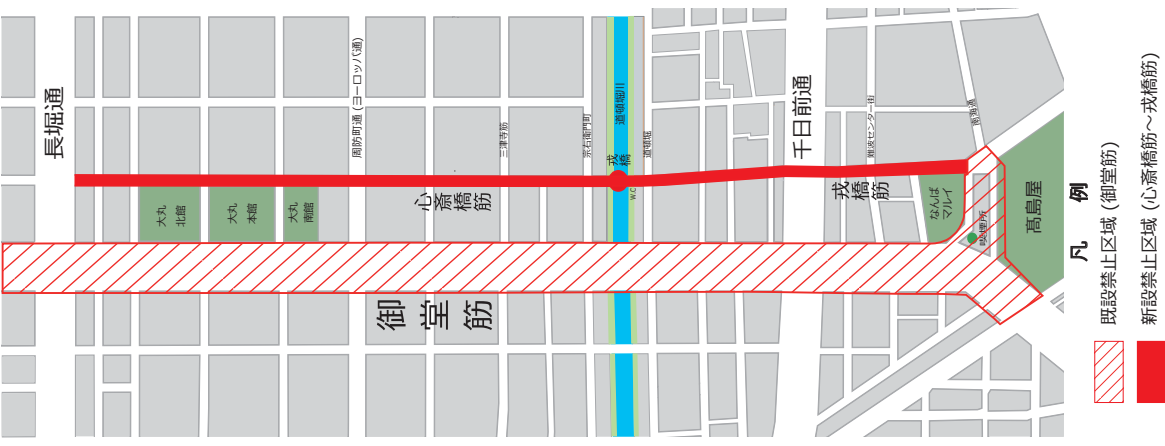 長堀通
大丸
北館
大丸
本館
大丸
南館
周防町通(ヨーロッパ通)
心斎橋筋
三津寺筋
宗右衛門町
道頓堀川
戎橋
W.C
道頓堀
千日前通
戎橋筋
難波センター街
南海通
なんば
マルイ
喫煙所
髙島屋
御堂筋
凡例
既設禁止区域(御堂筋)
新設禁止区域(心斎橋筋～戎橋筋)